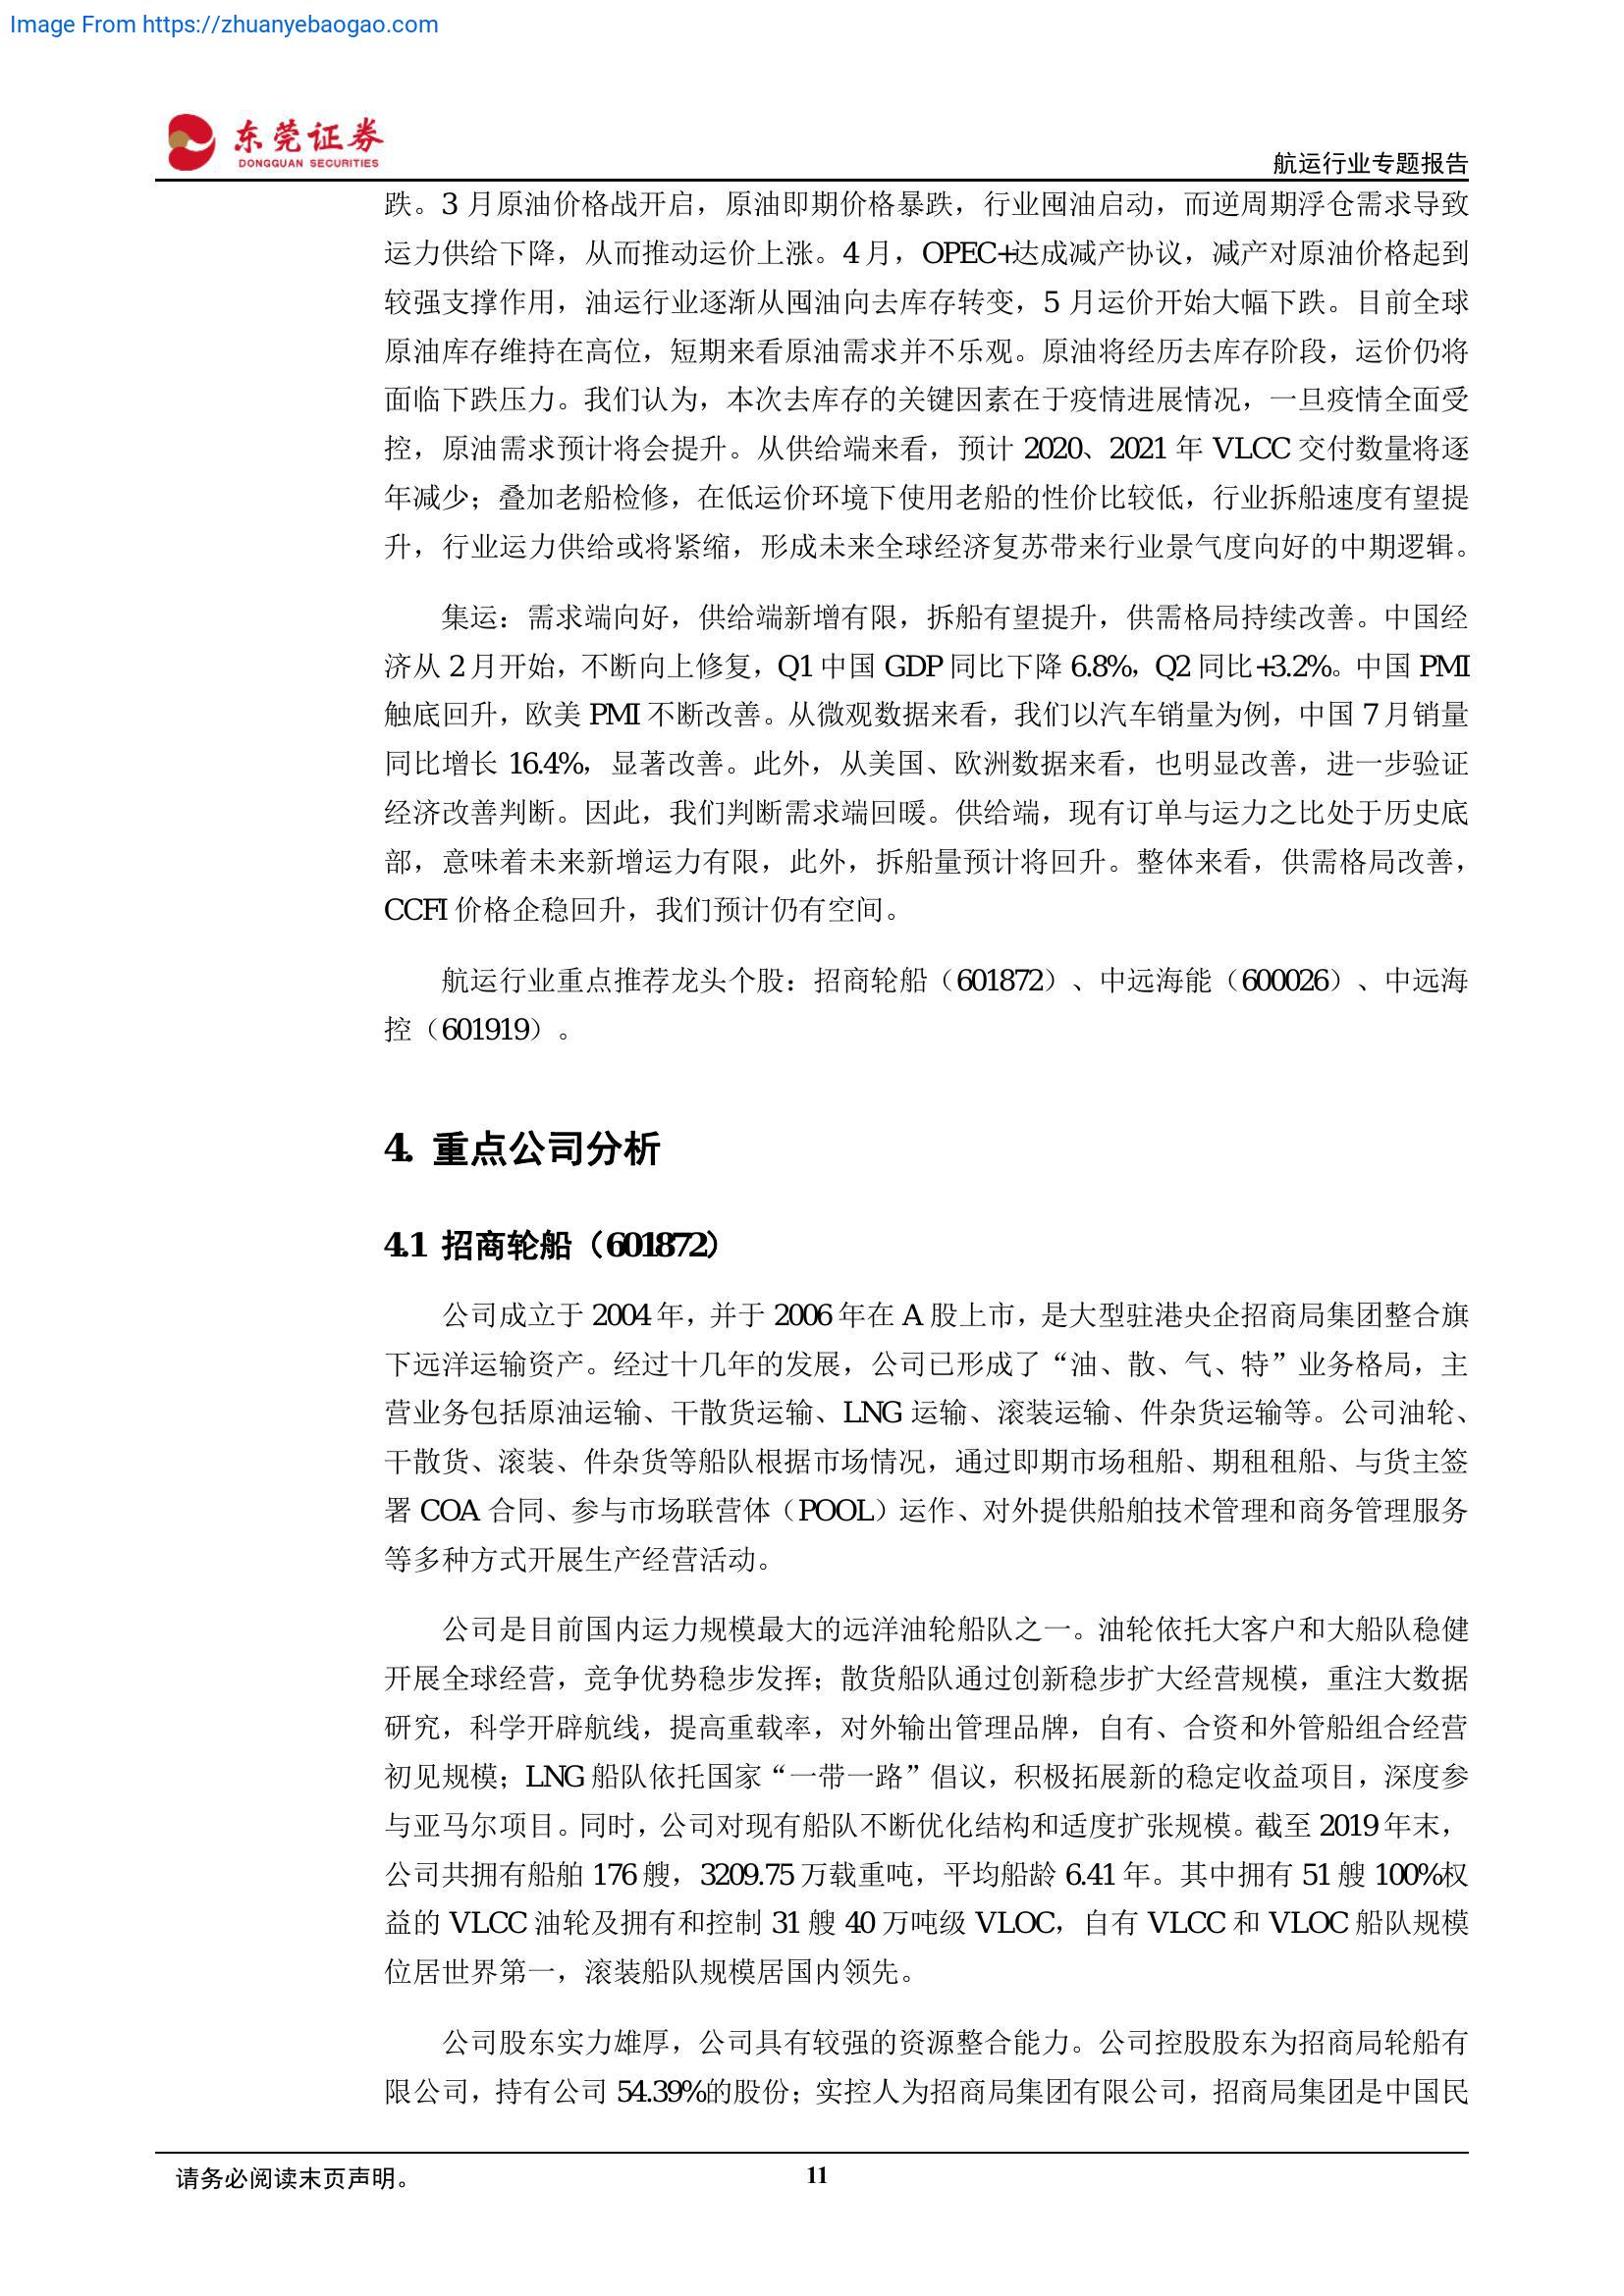 Image From https://zhuanyebaogao.com
东莞证券
DONGGUAN SECURITIES
航运行业专题报告
跌。3 月原油价格战开启，原油即期价格暴跌，行业囤油启动，而逆周期浮仓需求导致
运力供给下降，从而推动运价上涨。4 月，OPEC+达成减产协议，减产对原油价格起到
较强支撑作用，油运行业逐渐从囤油向去库存转变，5 月运价开始大幅下跌。目前全球
原油库存维持在高位，短期来看原油需求并不乐观。原油将经历去库存阶段，运价仍将
面临下跌压力。我们认为，本次去库存的关键因素在于疫情进展情况，一旦疫情全面受
控，原油需求预计将会提升。从供给端来看，预计 2020、2021 年 VLCC 交付数量将逐
年减少；叠加老船检修，在低运价环境下使用老船的性价比较低，行业拆船速度有望提
升，行业运力供给或将紧缩，形成未来全球经济复苏带来行业景气度向好的中期逻辑。
集运：需求端向好，供给端新增有限，拆船有望提升，供需格局持续改善。中国经
济从 2 月开始，不断向上修复，Q1 中国 GDP 同比下降 6.8%，Q2 同比+3.2%。中国 PMI
触底回升，欧美 PMI 不断改善。从微观数据来看，我们以汽车销量为例，中国 7 月销量
同比增长 16.4%，显著改善。此外，从美国、欧洲数据来看，也明显改善，进一步验证
经济改善判断。因此，我们判断需求端回暖。供给端，现有订单与运力之比处于历史底
部，意味着未来新增运力有限，此外，拆船量预计将回升。整体来看，供需格局改善，
CCFI 价格企稳回升，我们预计仍有空间。
航运行业重点推荐龙头个股：招商轮船（601872）、中远海能（600026）、中远海
控（601919）。
4. 重点公司分析
4.1 招商轮船（601872）
公司成立于 2004 年，并于 2006 年在 A 股上市，是大型驻港央企招商局集团整合旗
下远洋运输资产。经过十几年的发展，公司已形成了“油、散、气、特”业务格局，主
营业务包括原油运输、干散货运输、LNG 运输、滚装运输、件杂货运输等。公司油轮、
干散货、滚装、件杂货等船队根据市场情况，通过即期市场租船、期租租船、与货主签
署 COA 合同、参与市场联营体（POOL）运作、对外提供船舶技术管理和商务管理服务
等多种方式开展生产经营活动。
公司是目前国内运力规模最大的远洋油轮船队之一。油轮依托大客户和大船队稳健
开展全球经营，竞争优势稳步发挥；散货船队通过创新稳步扩大经营规模，重注大数据
研究，科学开辟航线，提高重载率，对外输出管理品牌，自有、合资和外管船组合经营
初见规模；LNG 船队依托国家“一带一路”倡议，积极拓展新的稳定收益项目，深度参
与亚马尔项目。同时，公司对现有船队不断优化结构和适度扩张规模。截至 2019 年末，
公司共拥有船舶 176 艘，3209.75 万载重吨，平均船龄 6.41 年。其中拥有 51 艘 100%权
益的 VLCC 油轮及拥有和控制 31 艘 40 万吨级 VLOC，自有 VLCC 和 VLOC 船队规模
位居世界第一，滚装船队规模居国内领先。
公司股东实力雄厚，公司具有较强的资源整合能力。公司控股股东为招商局轮船有
限公司，持有公司 54.39%的股份；实控人为招商局集团有限公司，招商局集团是中国民
请务必阅读末页声明。
11